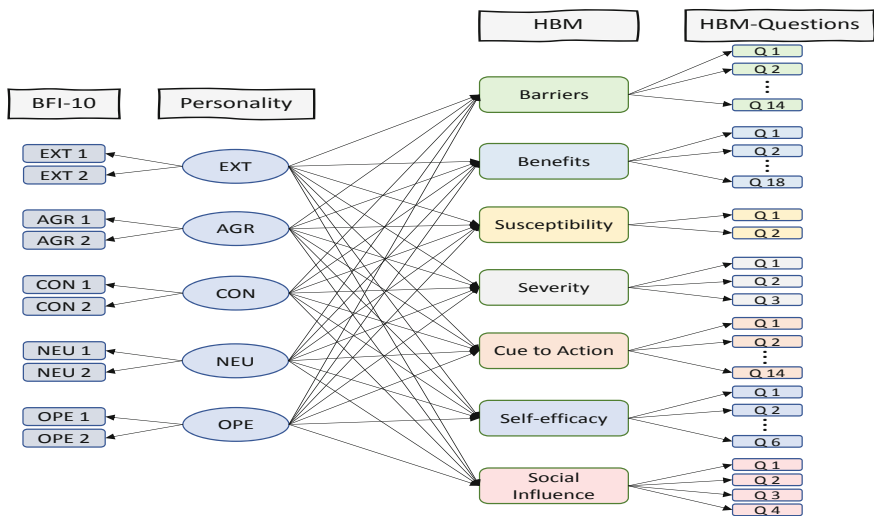 BFI-10
Personality
HBM
HBM-Questions
EXT 1
EXT 2
AGR 1
AGR 2
CON 1
CON 2
NEU 1
NEU 2
OPE 1
OPE 2
EXT
AGR
CON
NEU
OPE
Barriers
Benefits
Susceptibility
Severity
Cue to Action
Self-efficacy
Social
Influence
Q 1
Q 2
Q 14
Q 1
Q 2
Q 18
Q 1
Q 2
Q 1
Q 2
Q 3
Q 1
Q 2
Q 14
Q 1
Q 2
Q 6
Q 1
Q 2
Q 3
Q 4